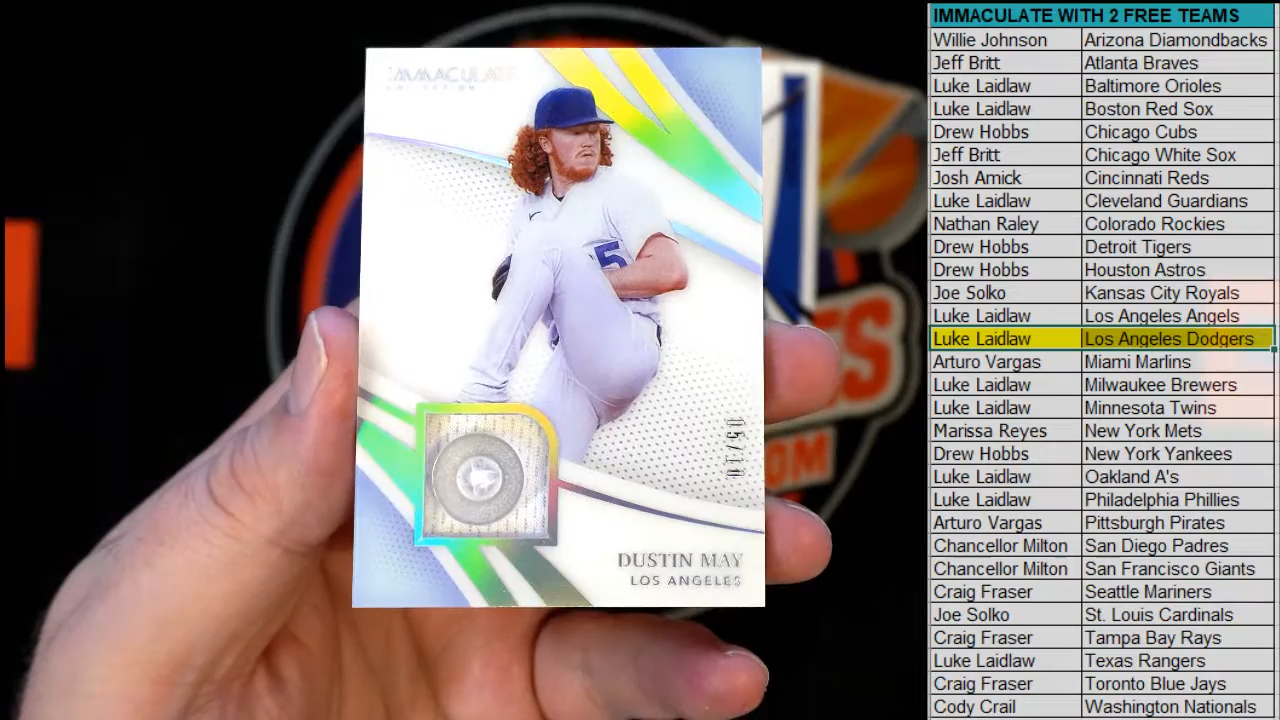 IMMACULATE
COLLECTION
5
05/10
DUSTIN MAY
LOS ANGELES
ES
OM
IMMACULATE WITH 2 FREE TEAMS
Willie Johnson Arizona Diamondbacks
Jeff Britt Atlanta Braves
Luke Laidlaw Baltimore Orioles
Luke Laidlaw Boston Red Sox
Drew Hobbs Chicago Cubs
Jeff Britt Chicago White Sox
Josh Amick Cincinnati Reds
Luke Laidlaw Cleveland Guardians
Nathan Raley Colorado Rockies
Drew Hobbs Detroit Tigers
Drew Hobbs Houston Astros
Joe Solko Kansas City Royals
Luke Laidlaw Los Angeles Angels
Luke Laidlaw Los Angeles Dodgers
Arturo Vargas Miami Marlins
Luke Laidlaw Milwaukee Brewers
Luke Laidlaw Minnesota Twins
Marissa Reyes New York Mets
Drew Hobbs New York Yankees
Luke Laidlaw Oakland A's
Luke Laidlaw Philadelphia Phillies
Arturo Vargas Pittsburgh Pirates
Chancellor Milton San Diego Padres
Chancellor Milton San Francisco Giants
Craig Fraser Seattle Mariners
Joe Solko St. Louis Cardinals
Craig Fraser Tampa Bay Rays
Luke Laidlaw Texas Rangers
Craig Fraser Toronto Blue Jays
Cody Crail Washington Nationals